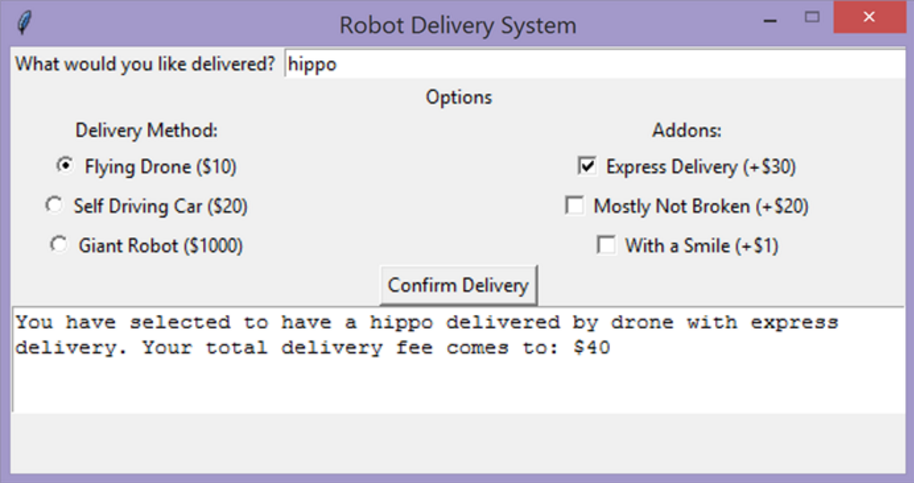 Robot Delivery System
What would you like delivered? hippo
Options
Delivery Method: Addons:
Flying Drone ($10) Express Delivery (+$30)
Self Driving Car ($20) Mostly Not Broken (+$20)
Giant Robot ($1000) With a Smile (+$1)
Confirm Delivery
You have selected to have a hippo delivered by drone with express
delivery. Your total delivery fee comes to: $40